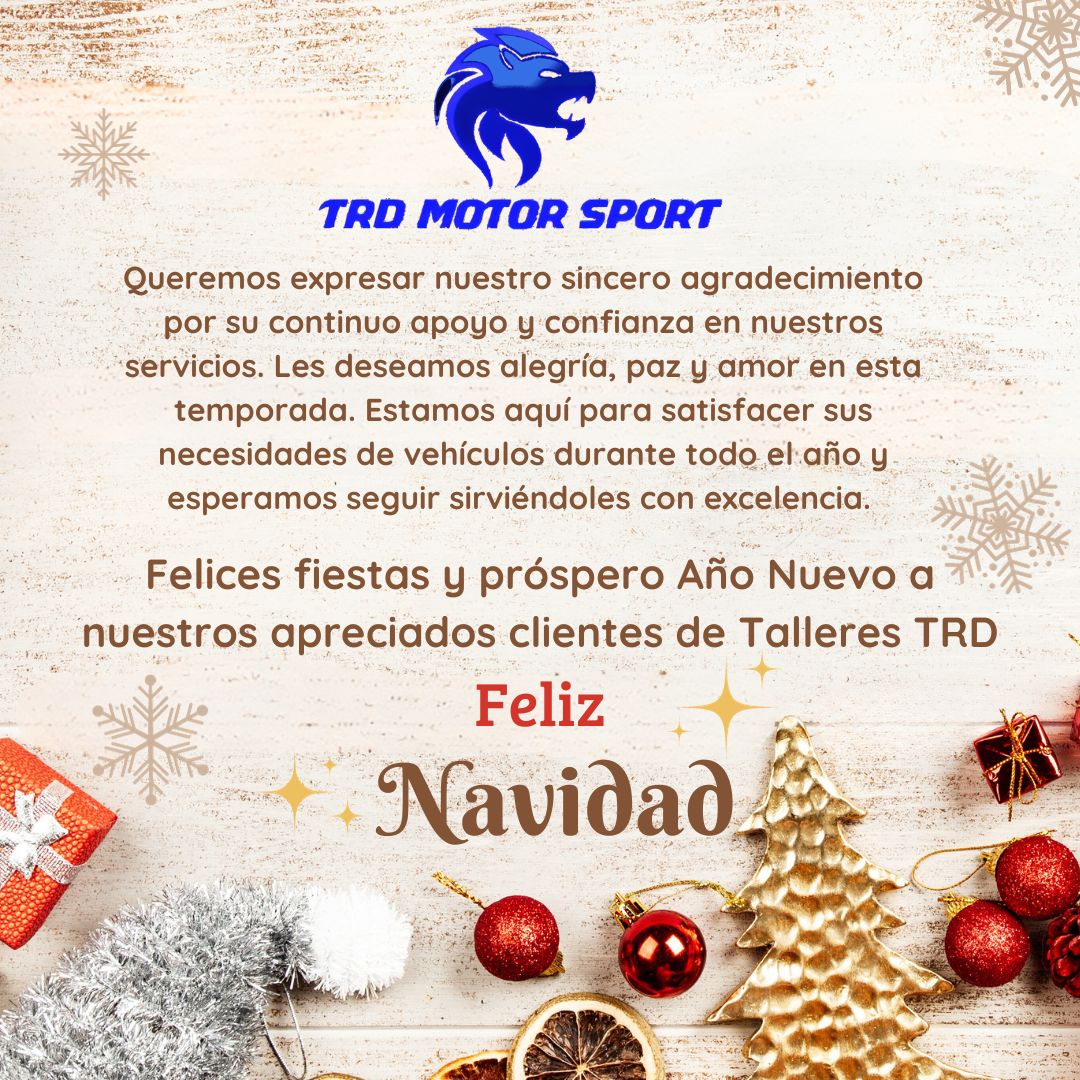 TRD MOTOR SPORT
Queremos expresar nuestro sincero agradecimiento
por su continuo apoyo y confianza en nuestros
servicios. Les deseamos alegría, paz y amor en esta
temporada. Estamos aquí para satisfacer sus
necesidades de vehículos durante todo el año y
esperamos seguir sirviéndoles con excelencia.
Felices fiestas y próspero Año Nuevo a
nuestros apreciados clientes de Talleres TRD
Feliz
Navidad